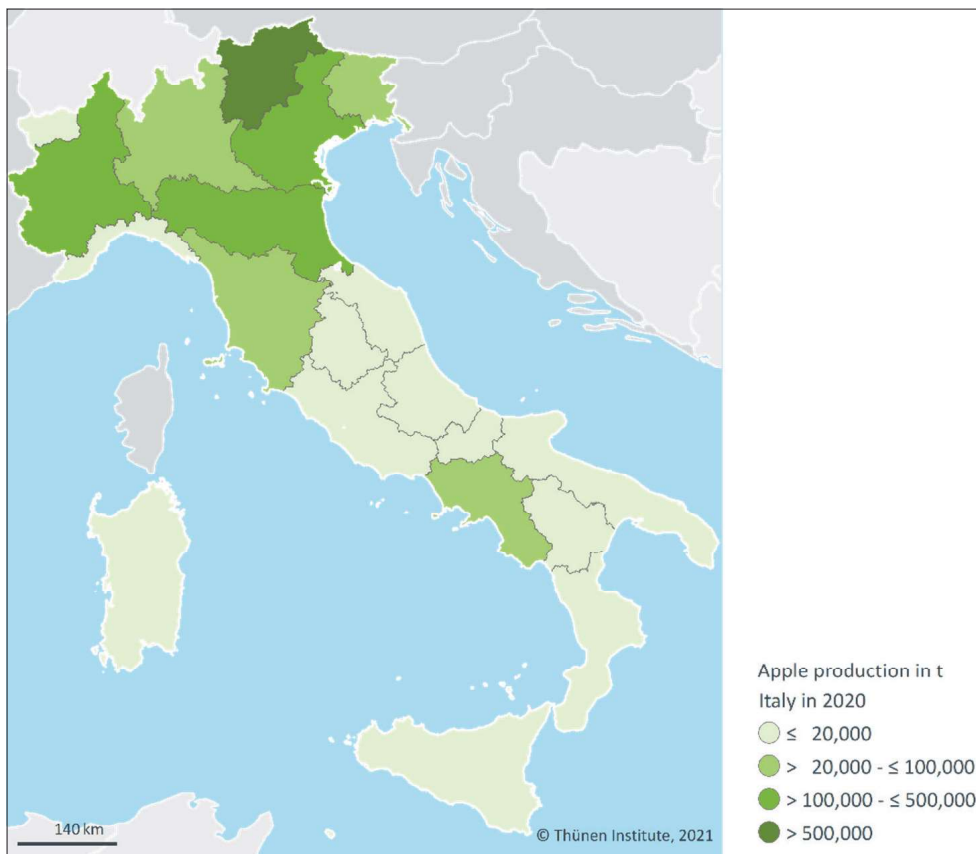 140 km
© Thünen Institute, 2021
Apple production in t
Italy in 2020
≤ 20,000
> 20,000 - ≤ 100,000
> 100,000 - ≤ 500,000
> 500,000